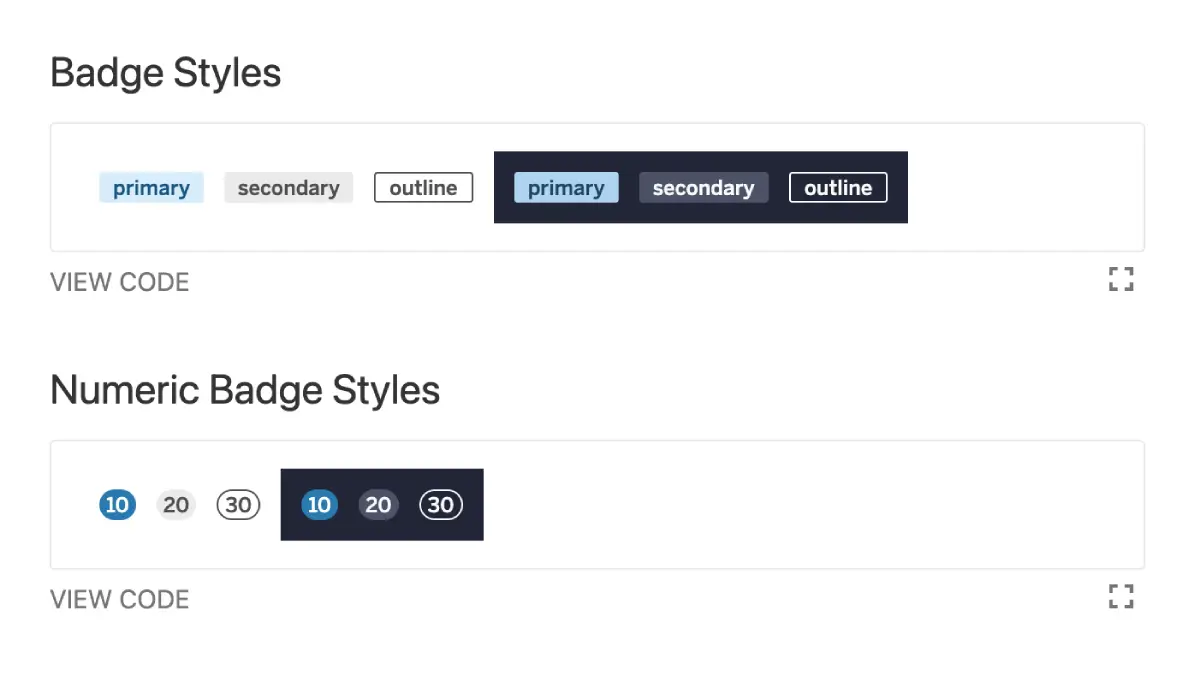 Badge Styles
primary secondary outline primary secondary outline
VIEW CODE
Numeric Badge Styles
10 20 30 10 20 30
VIEW CODE